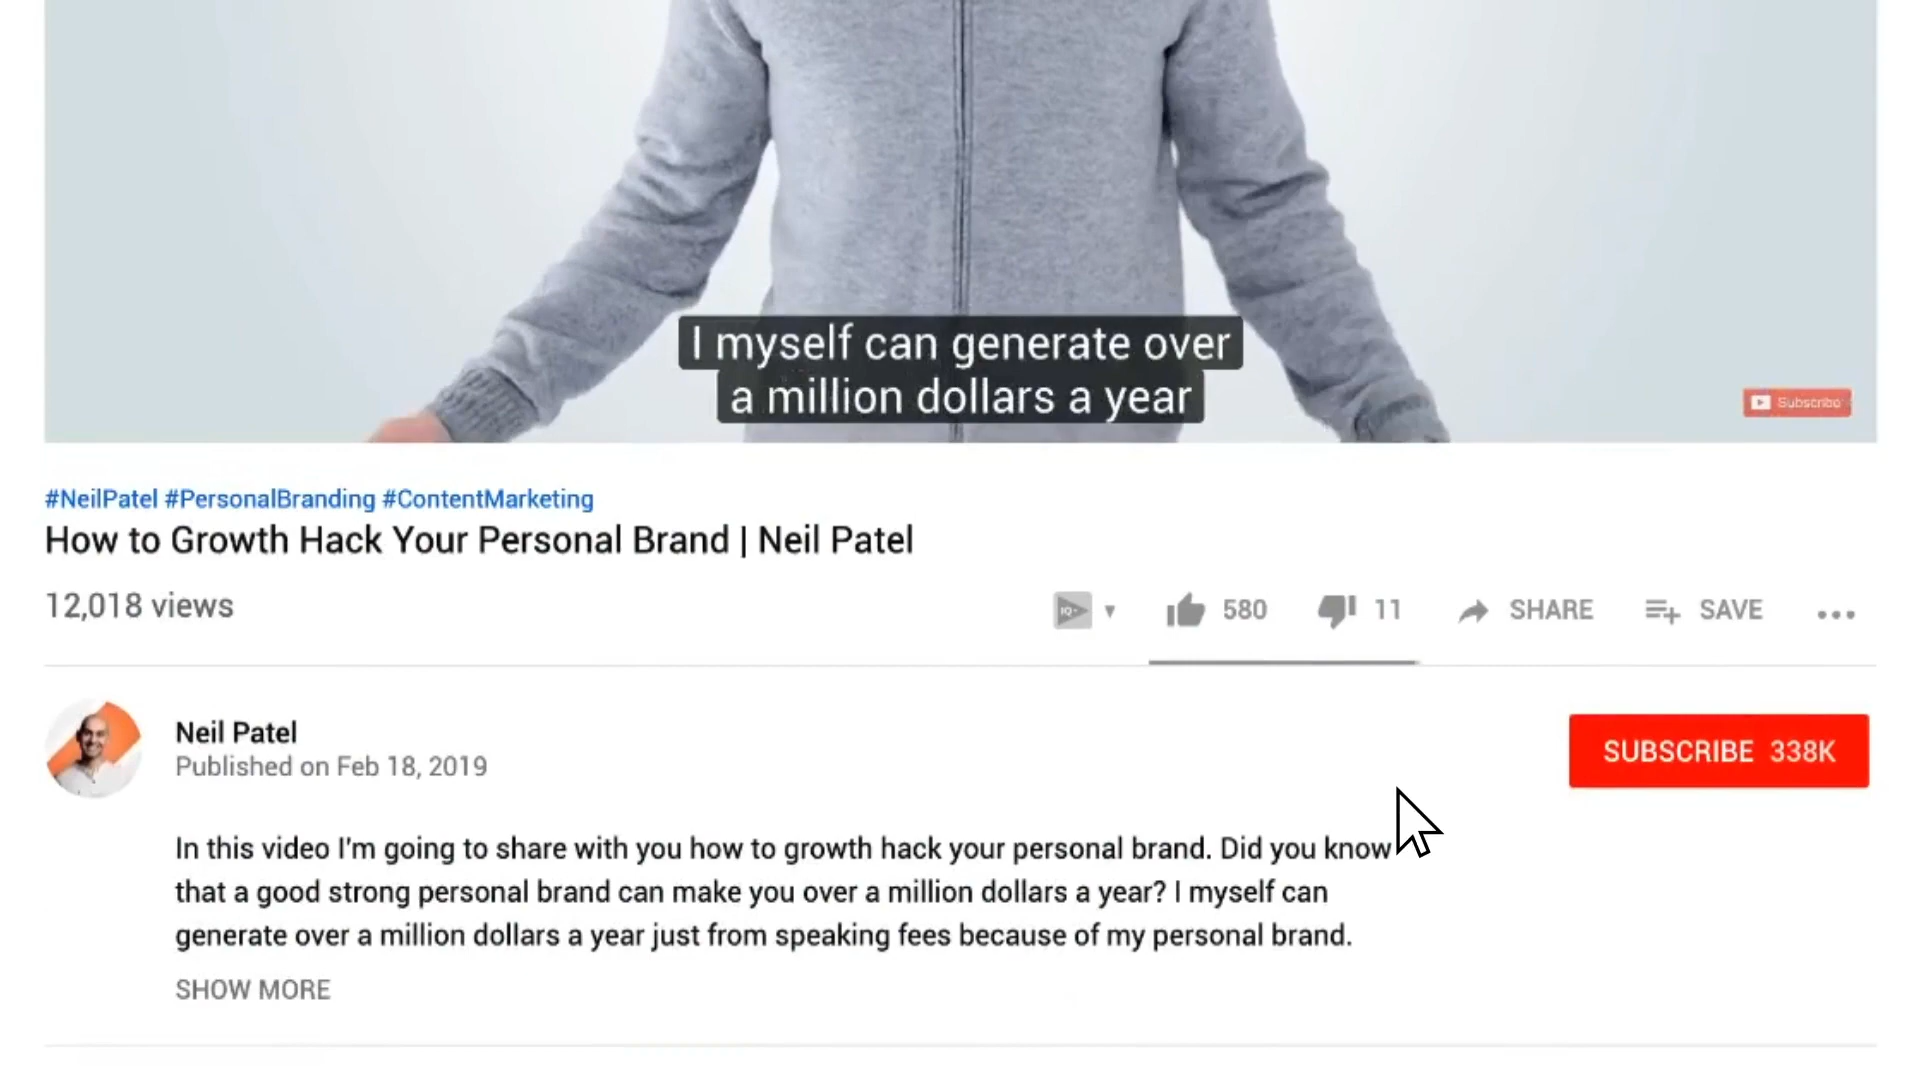 I myself can generate over
a million dollars a year
Subscribe
#NeilPatel #PersonalBranding #ContentMarketing
How to Growth Hack Your Personal Brand | Neil Patel
12,018 views
IQ
580
11
SHARE
SAVE
Neil Patel
Published on Feb 18, 2019
SUBSCRIBE 338K
In this video I'm going to share with you how to growth hack your personal brand. Did you know
that a good strong personal brand can make you over a million dollars a year? I myself can
generate over a million dollars a year just from speaking fees because of my personal brand.
SHOW MORE